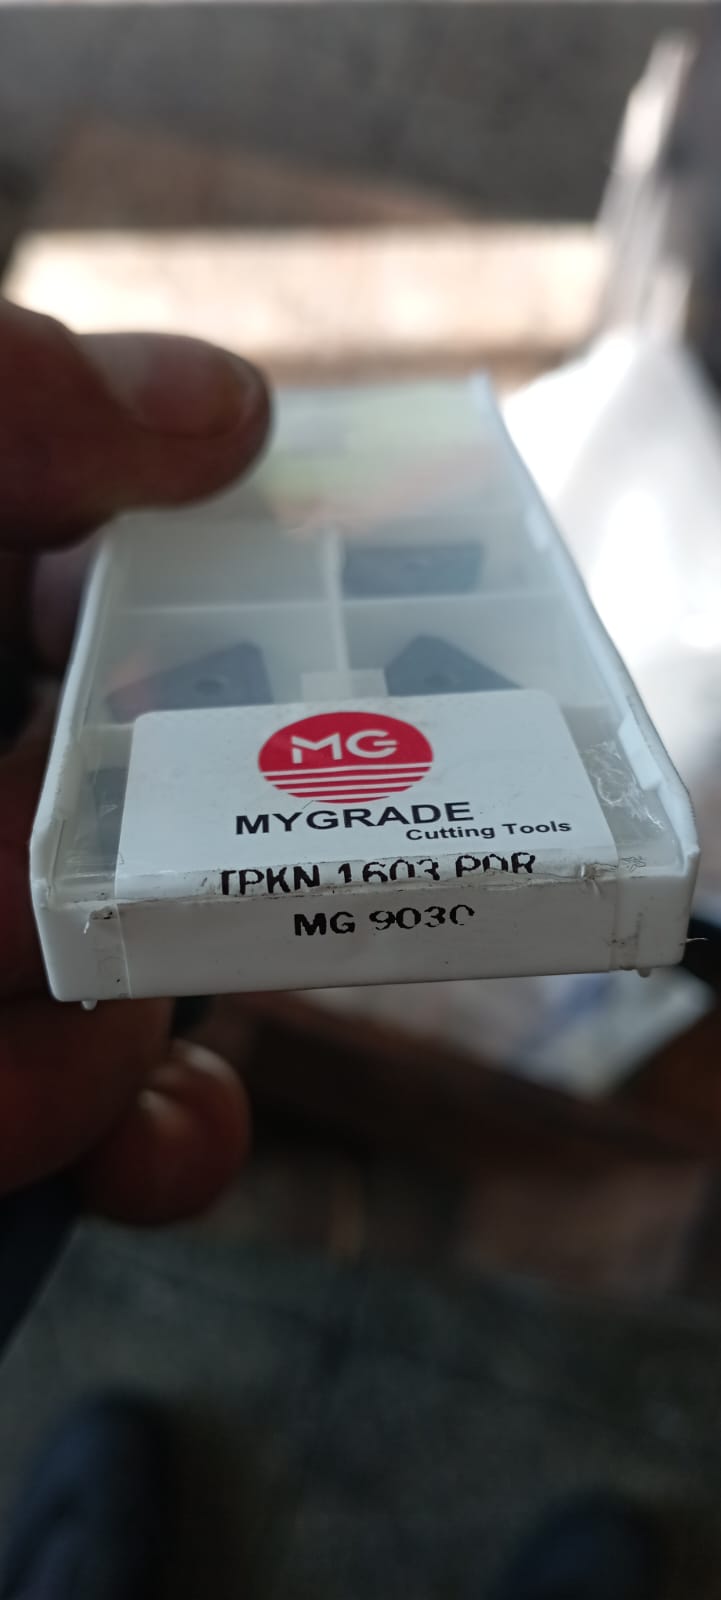 MG
MYGRADE
Cutting Tools
TPKN 1603 PDR
MG 9030